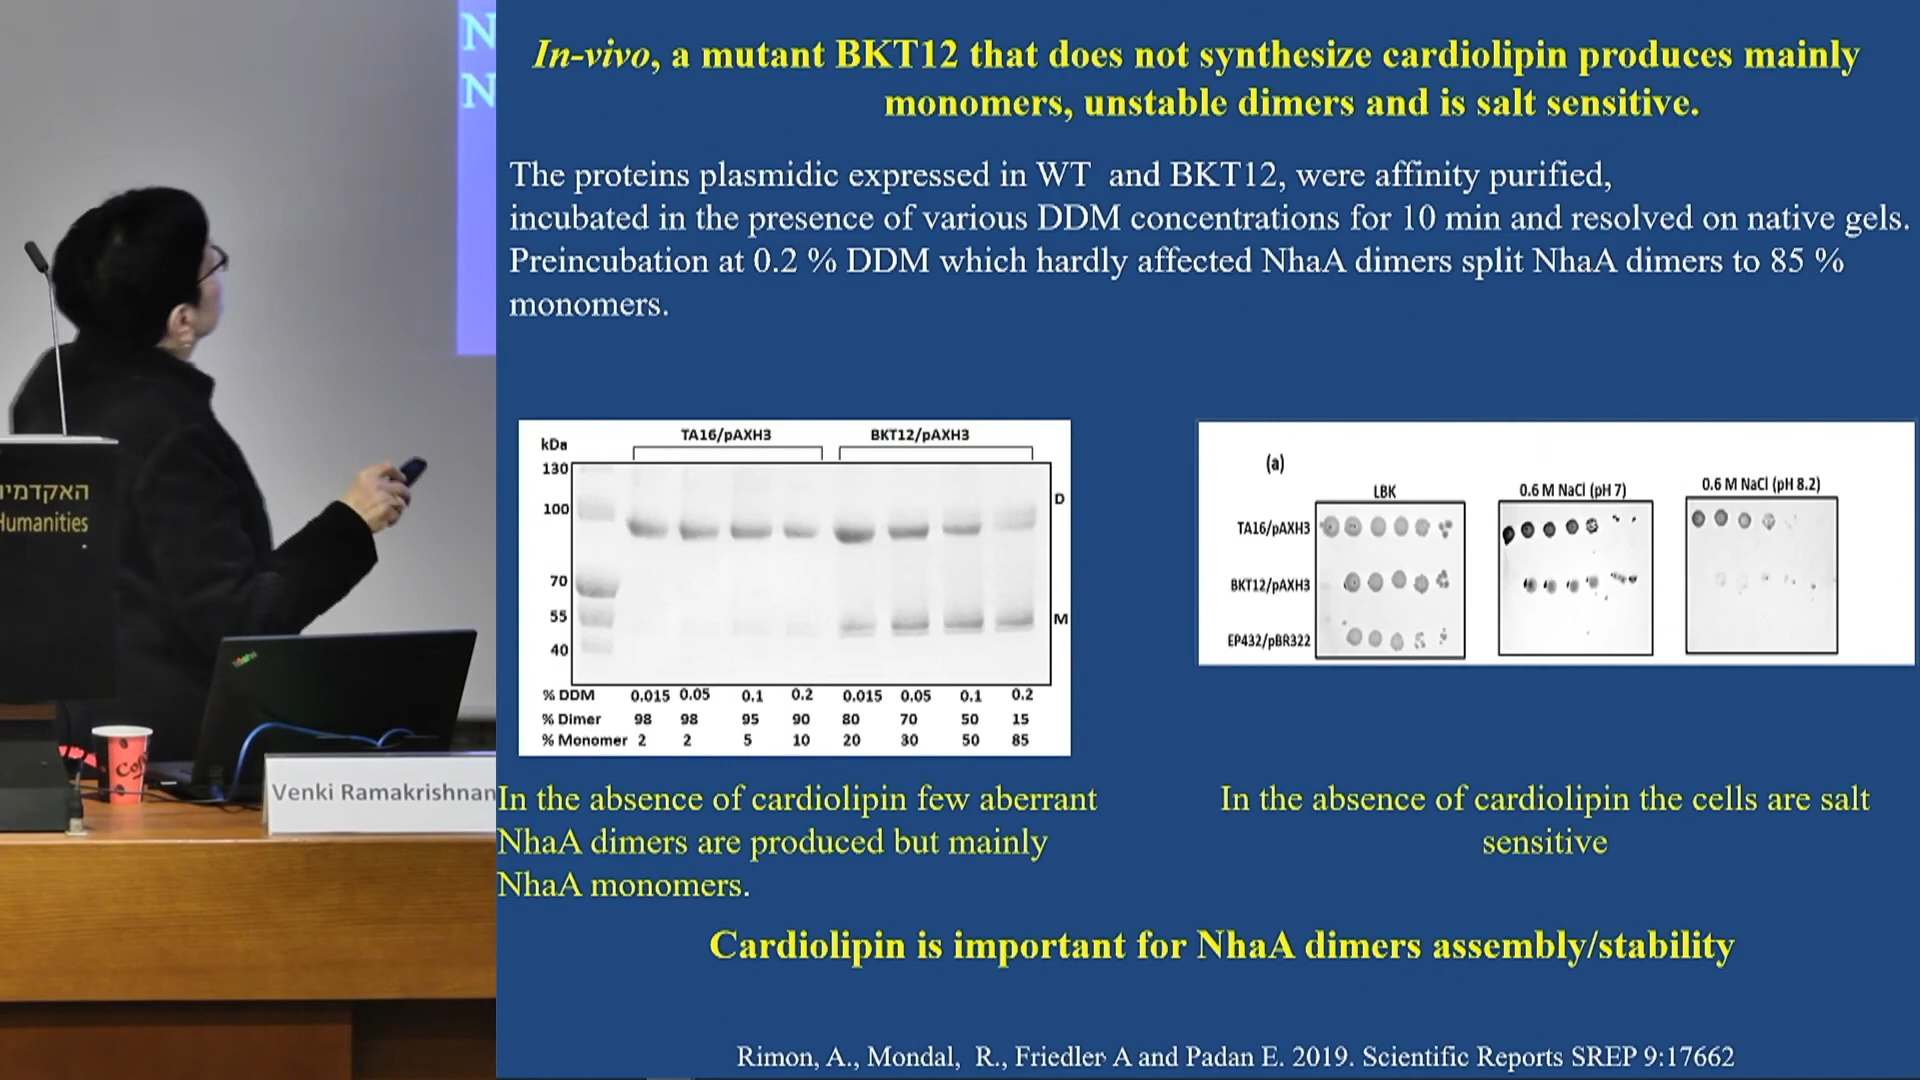 N
N
In-vivo, a mutant BKT12 that does not synthesize cardiolipin produces mainly
monomers, unstable dimers and is salt sensitive.
The proteins plasmidic expressed in WT and BKT12, were affinity purified,
incubated in the presence of various DDM concentrations for 10 min and resolved on native gels.
Preincubation at 0.2 % DDM which hardly affected NhaA dimers split NhaA dimers to 85 %
monomers.
kDa
TA16/pAXH3
BKT12/pAXH3
130
100
70
55
40
D
M
% DDM 0.015 0.05 0.1 0.2 0.015 0.05 0.1 0.2
% Dimer 98 98 95 90 80 70 50 15
% Monomer 2 2 5 10 20 30 50 85
(a)
LBK
0.6 M NaCl (pH 7)
0.6 M NaCl (pH 8.2)
TA16/pAXH3
BKT12/pAXH3
EP432/pBR322
In the absence of cardiolipin few aberrant
NhaA dimers are produced but mainly
NhaA monomers.
In the absence of cardiolipin the cells are salt
sensitive
Cardiolipin is important for NhaA dimers assembly/stability
Rimon, A., Mondal, R., Friedler A and Padan E. 2019. Scientific Reports SREP 9:17662
האקדמי
Humanities
Venki Ramakrishnan